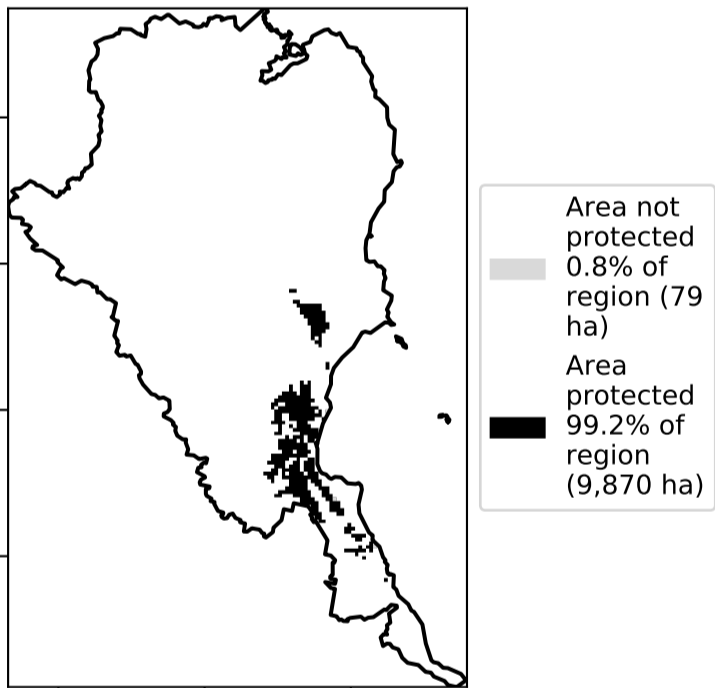 Area not
protected
0.8% of
region (79
ha)
Area
protected
99.2% of
region
(9,870 ha)